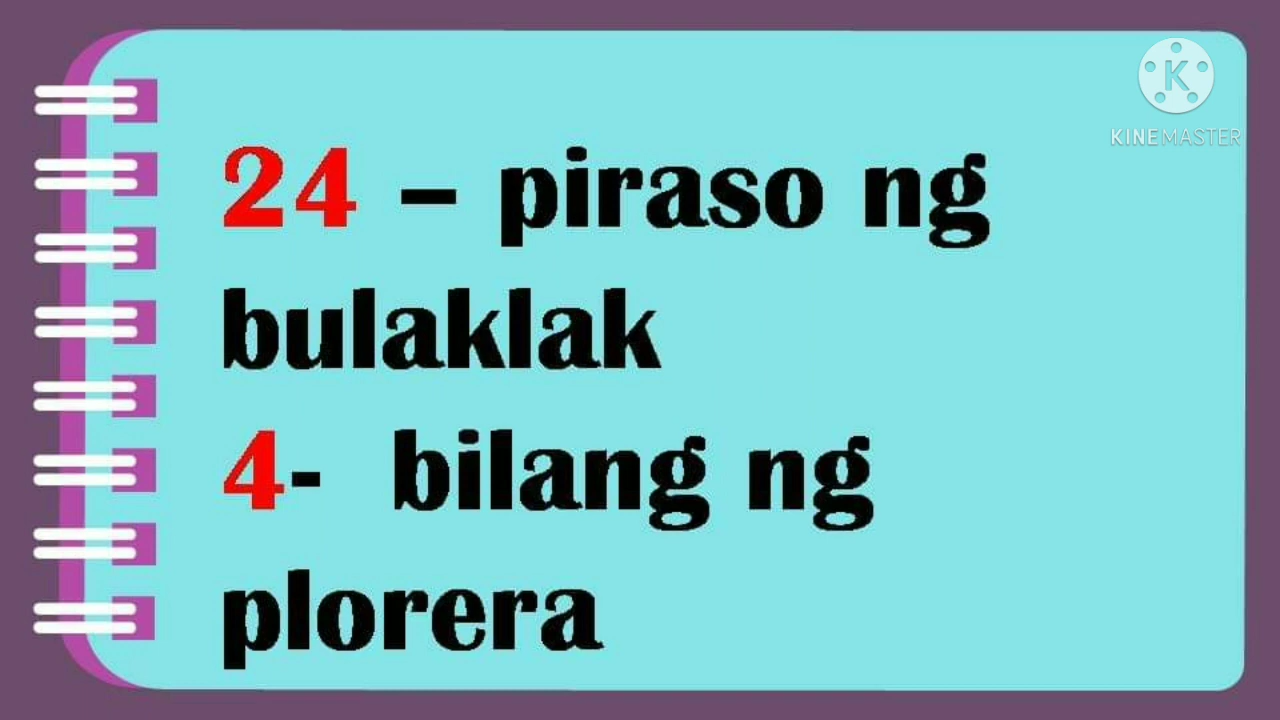 KINEMASTER
24 – piraso ng
bulaklak
4- bilang ng
plorera